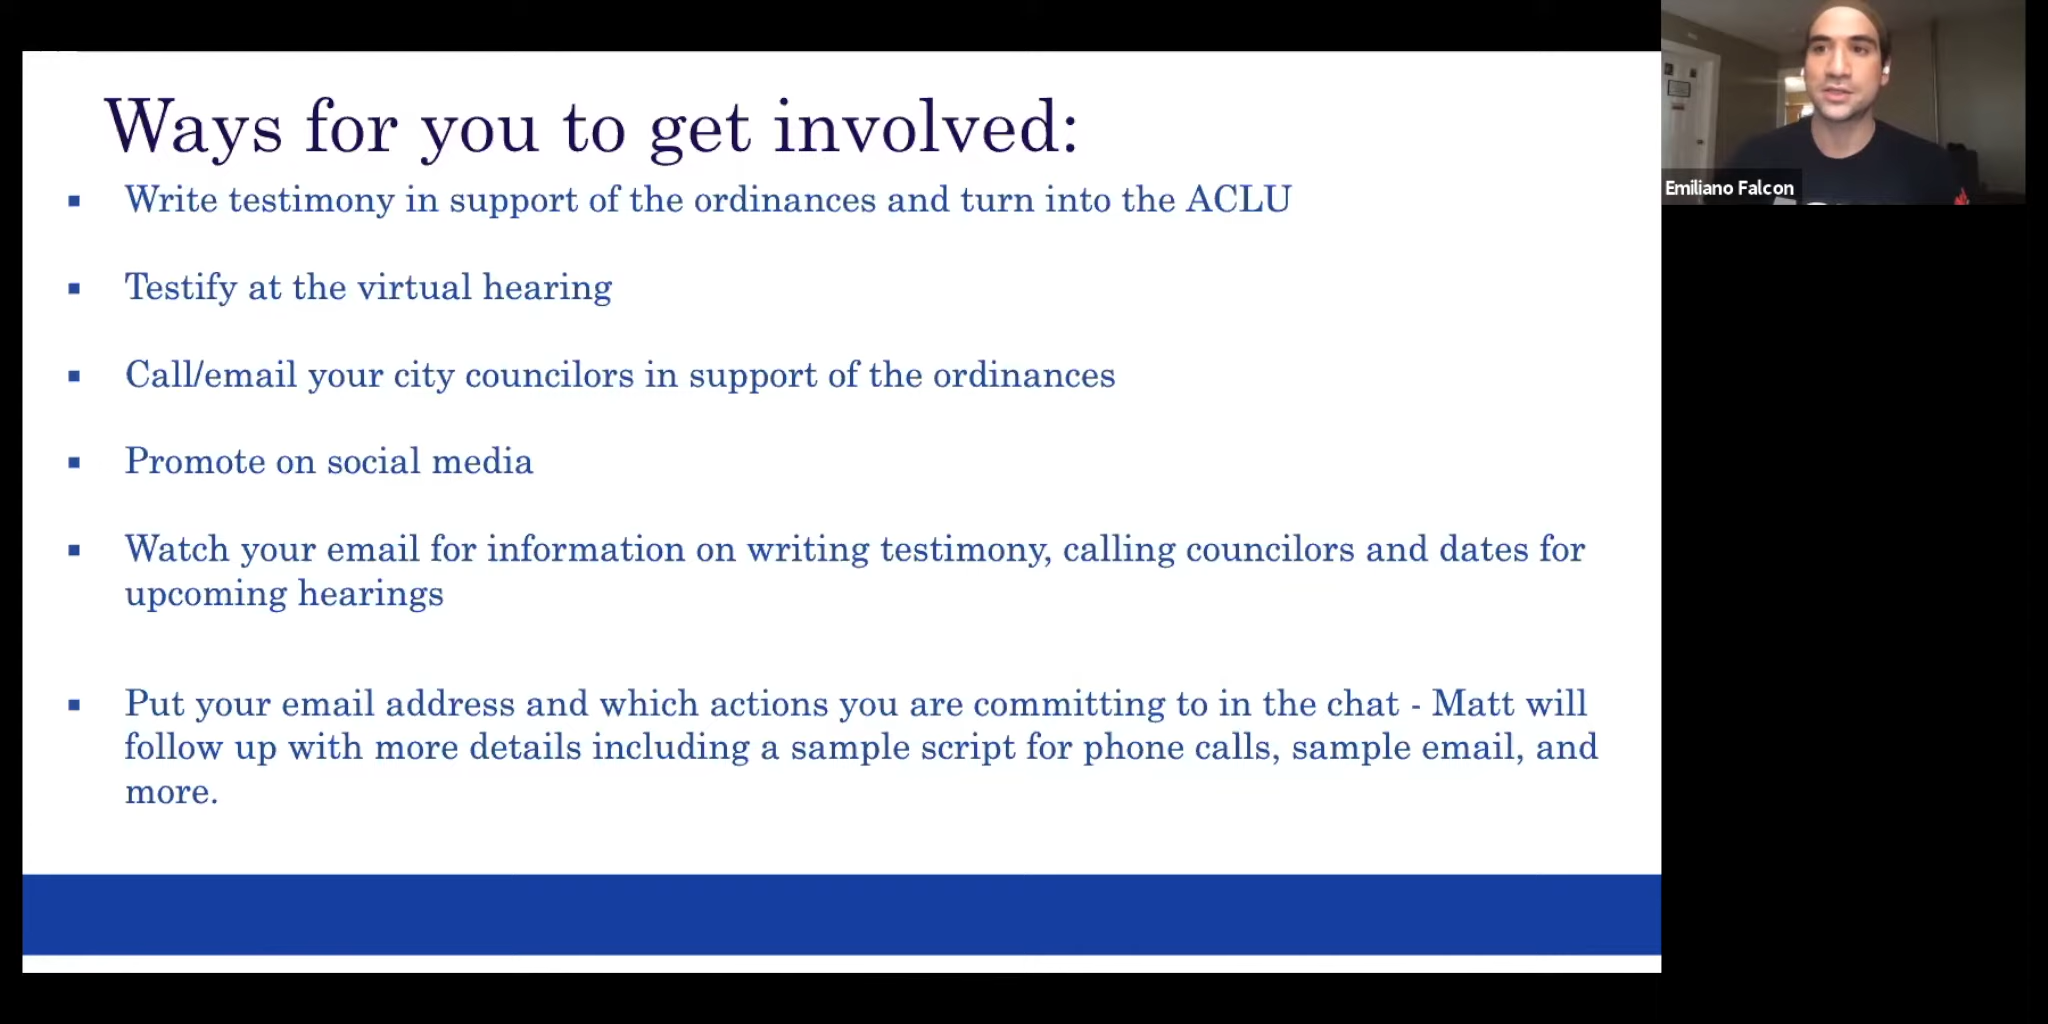 Ways for you to get involved:
Write testimony in support of the ordinances and turn into the ACLU
Testify at the virtual hearing
Call/email your city councilors in support of the ordinances
Promote on social media
Watch your email for information on writing testimony, calling councilors and dates for
upcoming hearings
Put your email address and which actions you are committing to in the chat - Matt will
follow up with more details including a sample script for phone calls, sample email, and
more.
Emiliano Falcon